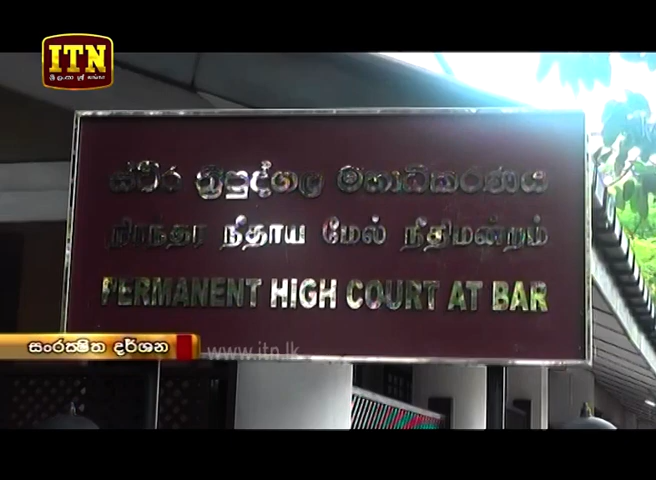 ITN
ශ්‍රී ලංකා ස්වාධීන
ස්ථිර ත්‍රිපුද්ගල මහාධිකරණය
நிரந்தர நீதாய மேல் நீதிமன்றம்
PERMANENT HIGH COURT AT BAR
සංරක්ෂිත දර්ශන
www.itn.lk